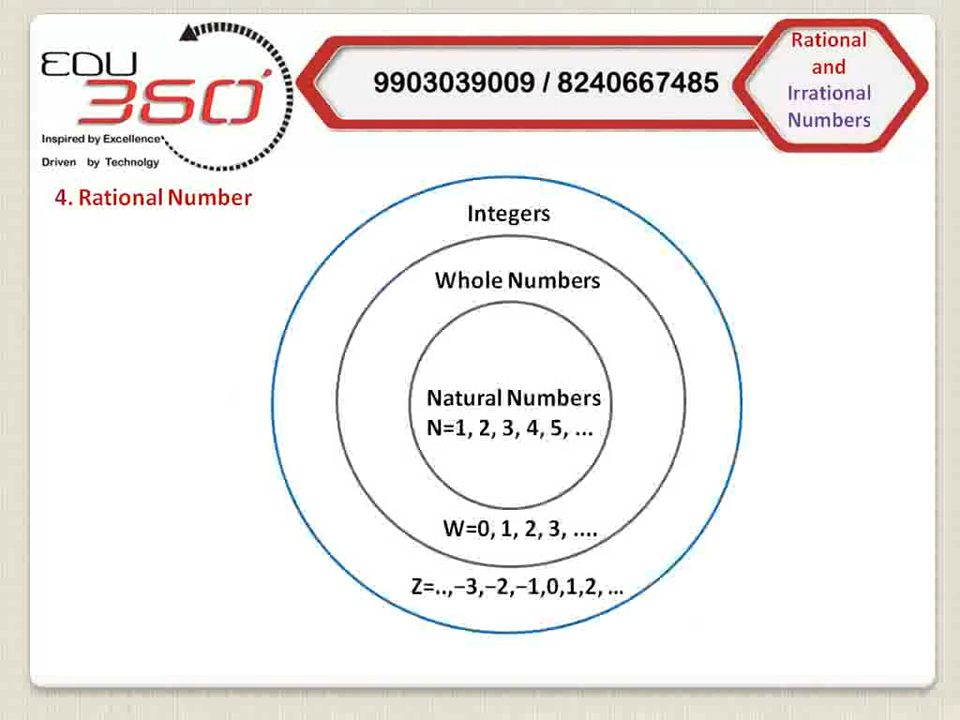 EDU
360°
Inspired by Excellence
Driven by Technolgy
9903039009 / 8240667485
Rational
and
Irrational
Numbers
4. Rational Number
Integers
Whole Numbers
Natural Numbers
N=1, 2, 3, 4, 5, ...
W=0, 1, 2, 3, ....
Z=..,−3,−2,−1,0,1,2, ...